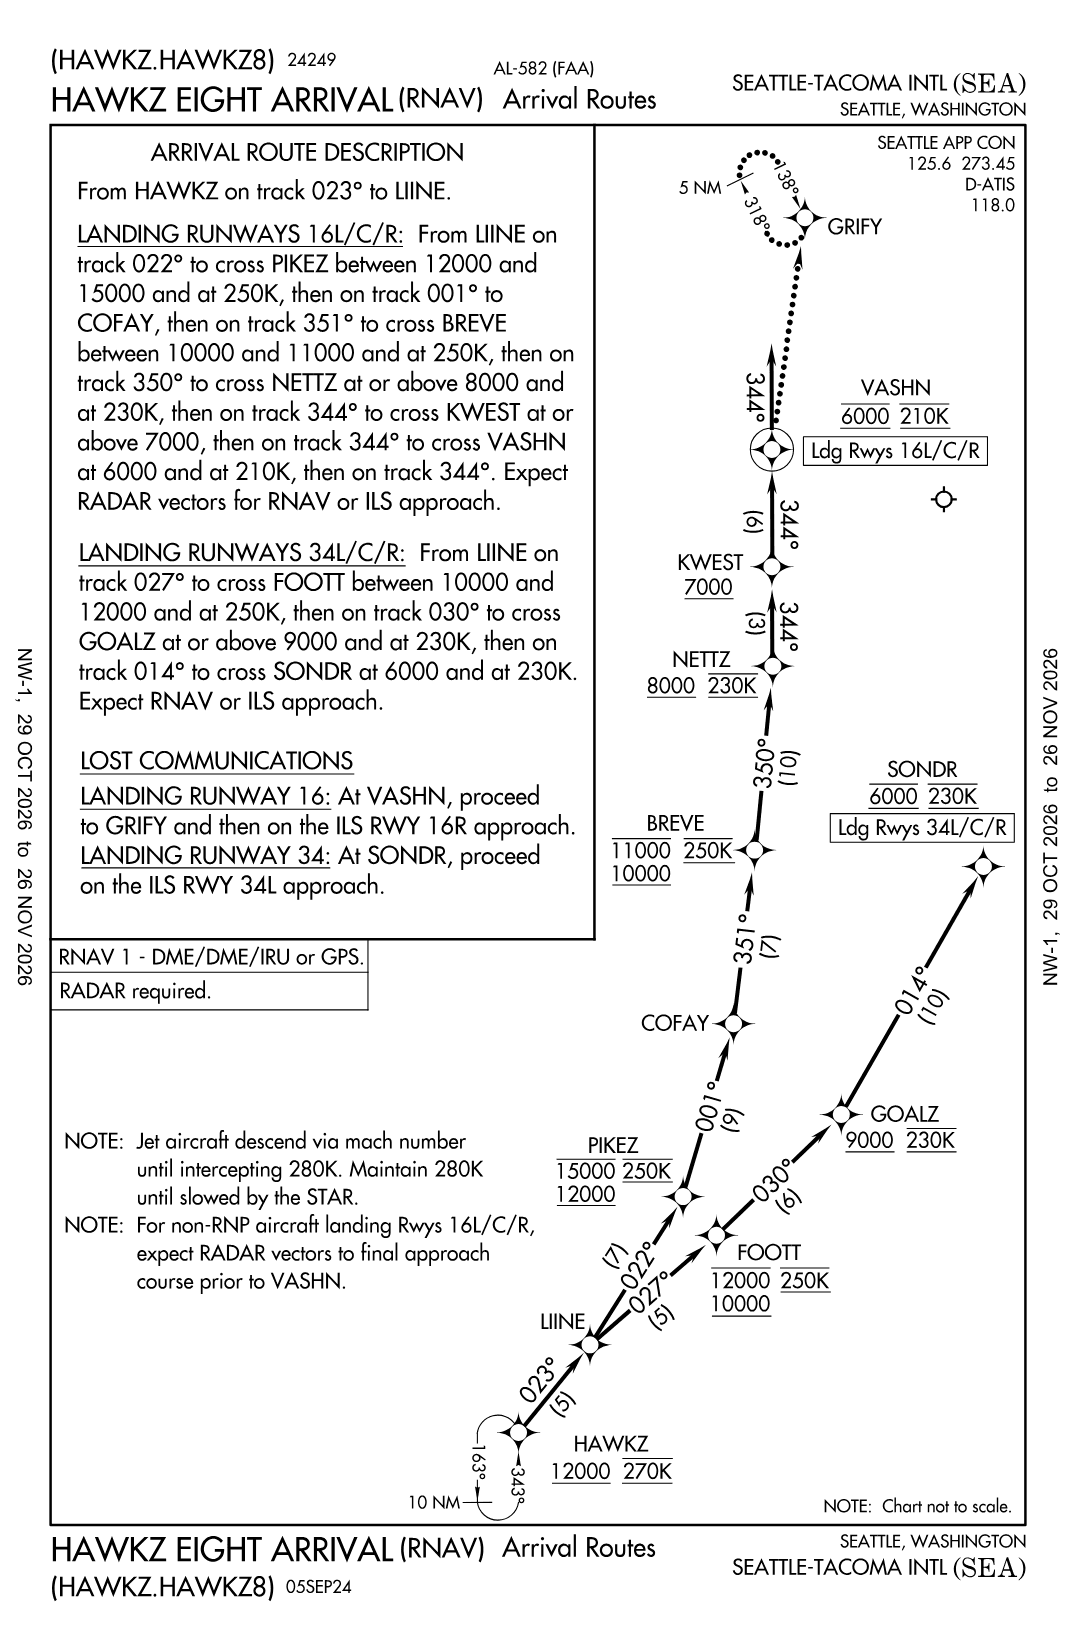 (HAWKZ.HAWKZ8) 24249
AL-582 (FAA)
SEATTLE-TACOMA INTL (SEA)
HAWKZ EIGHT ARRIVAL (RNAV) Arrival Routes
SEATTLE, WASHINGTON
ARRIVAL ROUTE DESCRIPTION
From HAWKZ on track 023° to LIINE.
LANDING RUNWAYS 16L/C/R: From LIINE on
track 022° to cross PIKEZ between 12000 and
15000 and at 250K, then on track 001° to
COFAY, then on track 351° to cross BREVE
between 10000 and 11000 and at 250K, then on
track 350° to cross NETTZ at or above 8000 and
at 230K, then on track 344° to cross KWEST at or
above 7000, then on track 344° to cross VASHN
at 6000 and at 210K, then on track 344°. Expect
RADAR vectors for RNAV or ILS approach.
LANDING RUNWAYS 34L/C/R: From LIINE on
track 027° to cross FOOTT between 10000 and
12000 and at 250K, then on track 030° to cross
GOALZ at or above 9000 and at 230K, then on
track 014° to cross SONDR at 6000 and at 230K.
Expect RNAV or ILS approach.
LOST COMMUNICATIONS
LANDING RUNWAY 16: At VASHN, proceed
to GRIFY and then on the ILS RWY 16R approach.
LANDING RUNWAY 34: At SONDR, proceed
on the ILS RWY 34L approach.
RNAV 1 - DME/DME/IRU or GPS.
RADAR required.
SEATTLE APP CON
125.6 273.45
D-ATIS
118.0
5 NM
138°
318°
GRIFY
344°
VASHN
6000 210K
Ldg Rwys 16L/C/R
344°
(6)
KWEST
7000
344°
(3)
NETTZ
8000 230K
350°
(10)
SONDR
6000 230K
Ldg Rwys 34L/C/R
BREVE
11000 250K
10000
351°
(7)
014°
(10)
COFAY
001°
(9)
GOALZ
9000 230K
PIKEZ
15000 250K
12000
030°
(6)
FOOTT
12000 250K
10000
(7)
022°
027°
(5)
LIINE
023°
(5)
HAWKZ
12000 270K
163°
343°
10 NM
NOTE: Jet aircraft descend via mach number
until intercepting 280K. Maintain 280K
until slowed by the STAR.
NOTE: For non-RNP aircraft landing Rwys 16L/C/R,
expect RADAR vectors to final approach
course prior to VASHN.
NOTE: Chart not to scale.
NW-1, 29 OCT 2026 to 26 NOV 2026
NW-1, 29 OCT 2026 to 26 NOV 2026
HAWKZ EIGHT ARRIVAL (RNAV) Arrival Routes
SEATTLE, WASHINGTON
SEATTLE-TACOMA INTL (SEA)
(HAWKZ.HAWKZ8) 05SEP24